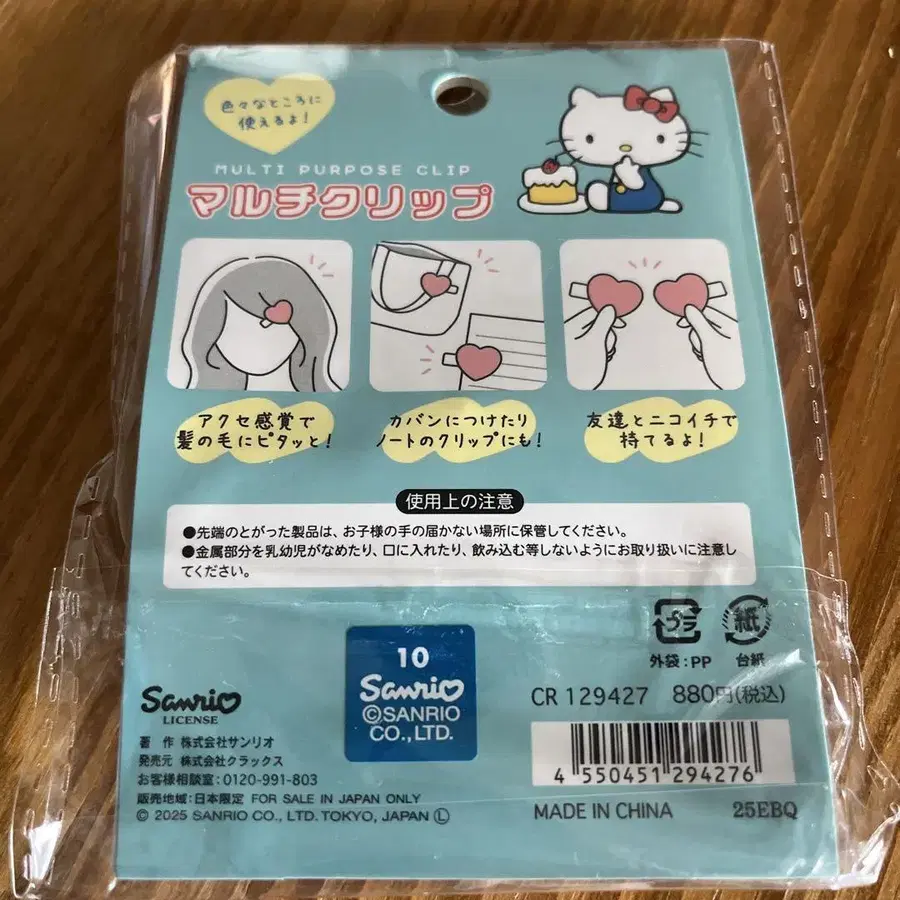 色々なところに
使えるよ!
MULTI PURPOSE CLIP
マルチクリップ
アクセ感覚で
髪の毛にピタッと!
カバンにつけたり
ノートのクリップにも!
友達とニコイチで
持てるよ!
使用上の注意
●先端のとがった製品は、お子様の手の届かない場所に保管してください。
●金属部分を乳幼児がなめたり、口に入れたり、飲み込む等しないようにお取り扱いに注意し
てください。
プラ
紙
外袋:PP 台紙
10
Sanrio
©SANRIO
CO.,LTD.
CR 129427 880円(税込)
Sanrio
LICENSE
著 作 株式会社サンリオ
発売元 株式会社クラックス
お客様相談室:0120-991-803
販売地域:日本限定 FOR SALE IN JAPAN ONLY
© 2025 SANRIO CO., LTD. TOKYO, JAPAN Ⓛ
4 550451 294276
MADE IN CHINA 25EBQ